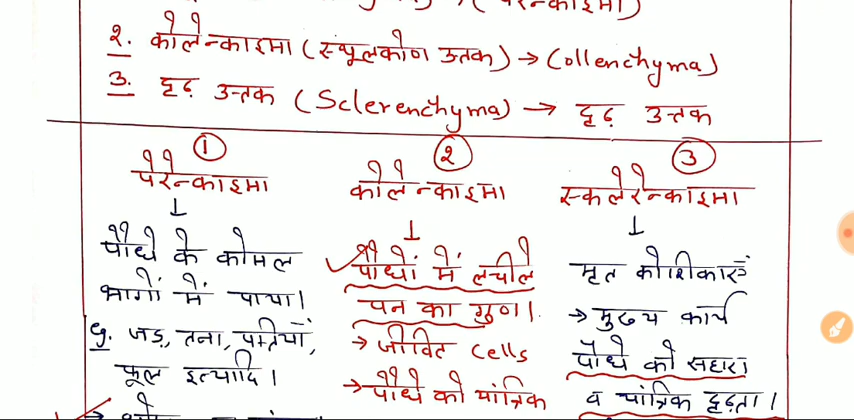 (पैरेन्काइमा)
२. कोलेन्काइमा (स्थूलकोण उत्तक) → Collenchyma)
३. दृढ़ उत्तक (Sclerenchyma) → दृढ़ उत्तक
①
पैरेन्काइमा
↓
पौधे के कोमल
भागों में पाया।
eg. जड़, तना, पत्तियाँ,
फूल इत्यादि।
②
कोलेन्काइमा
↓
✓पौधों में लचीले
पन का गुण।
→ जीवित cells
→ पौधे को यांत्रिक
③
स्कलेरेन्काइमा
↓
मृत कोशिकाएँ
→ मुख्य कार्य
पौधे को सहारा
व यांत्रिक दृढ़ता।